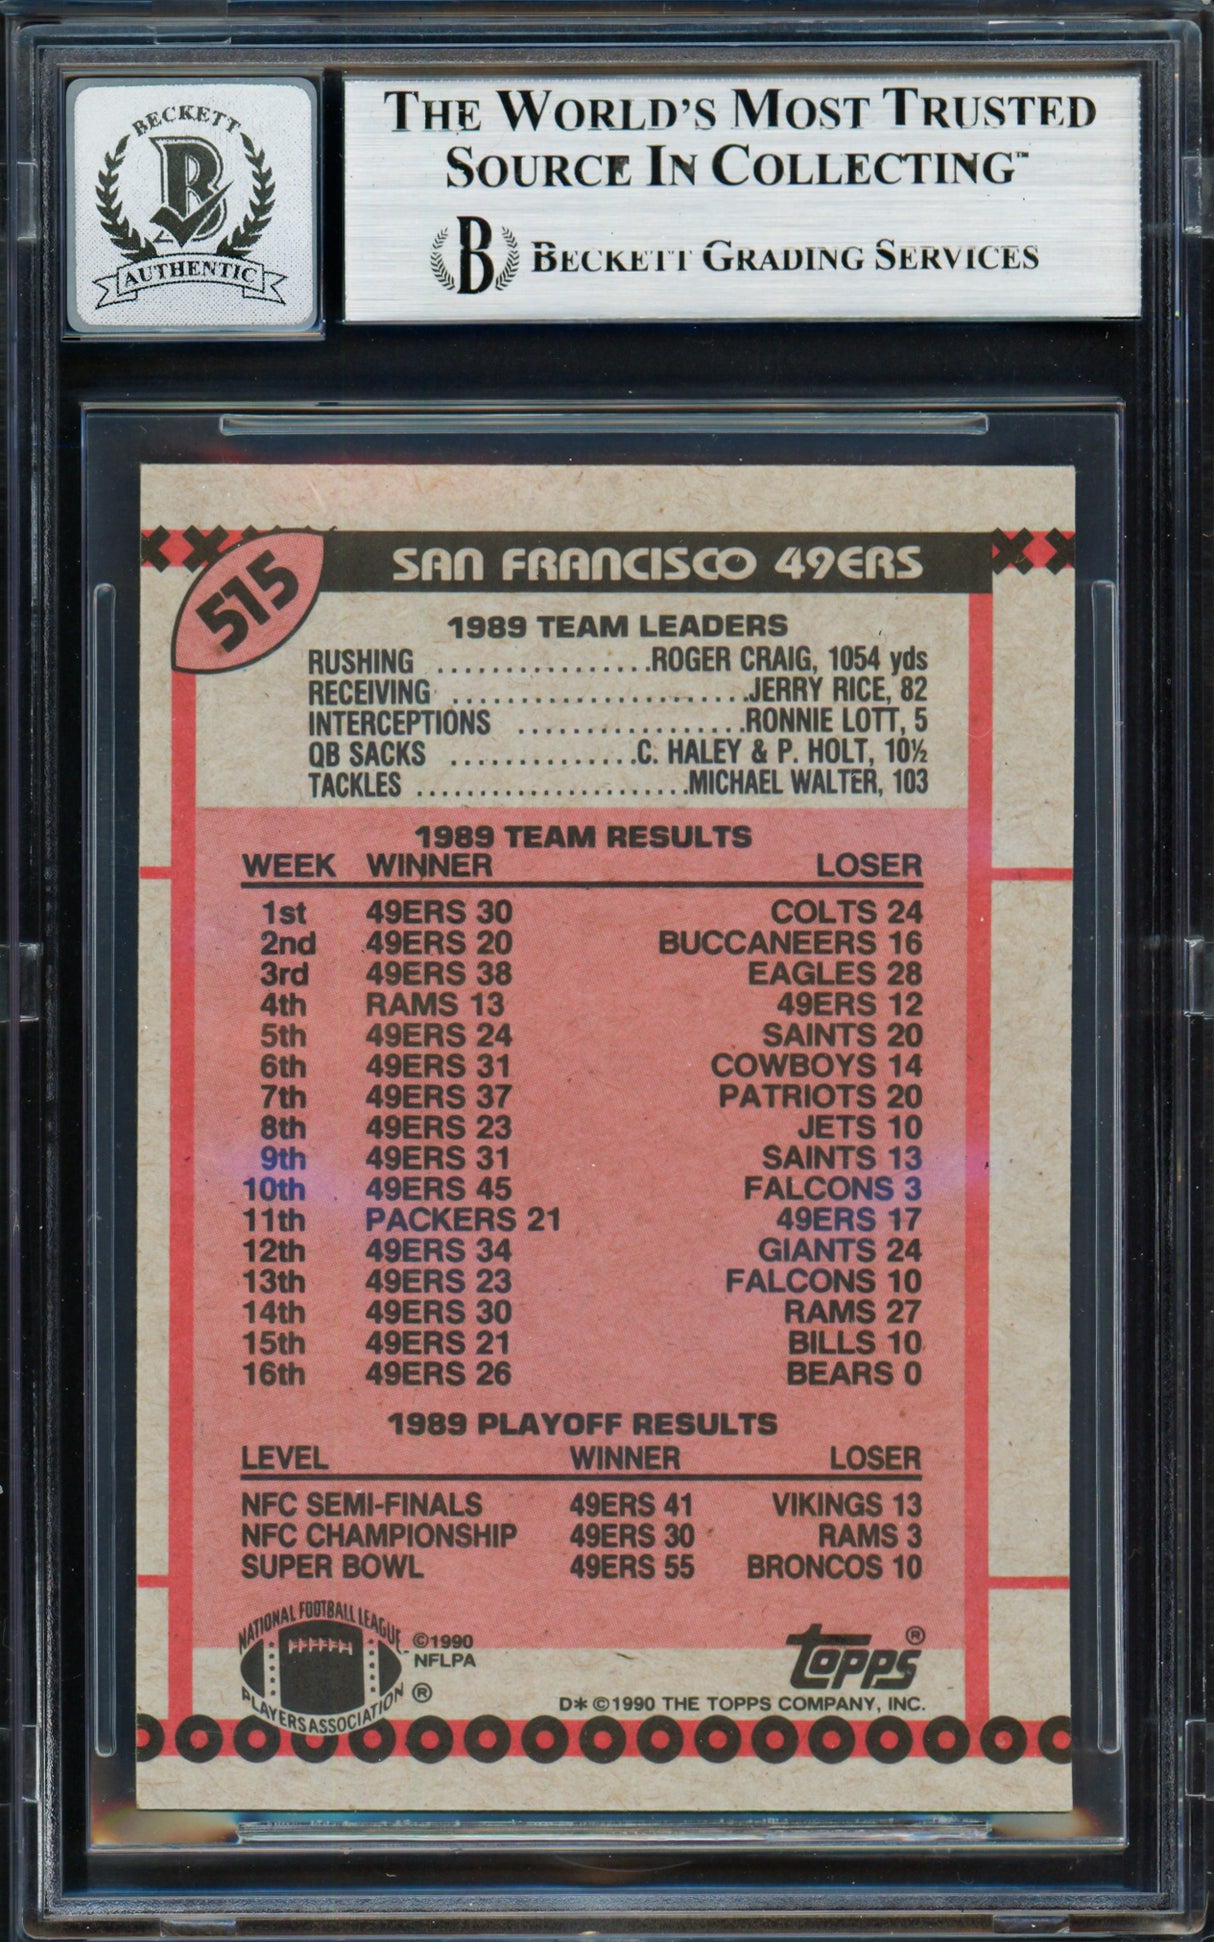 BECKETT
B
AUTHENTIC
THE WORLD'S MOST TRUSTED
SOURCE IN COLLECTING™
B BECKETT GRADING SERVICES
515
SAN FRANCISCO 49ERS
1989 TEAM LEADERS
RUSHING ................ROGER CRAIG, 1054 yds
RECEIVING ......................JERRY RICE, 82
INTERCEPTIONS .................RONNIE LOTT, 5
QB SACKS ..............C. HALEY & P. HOLT, 10½
TACKLES .....................MICHAEL WALTER, 103
1989 TEAM RESULTS
WEEK WINNER LOSER
1st 49ERS 30 COLTS 24
2nd 49ERS 20 BUCCANEERS 16
3rd 49ERS 38 EAGLES 28
4th RAMS 13 49ERS 12
5th 49ERS 24 SAINTS 20
6th 49ERS 31 COWBOYS 14
7th 49ERS 37 PATRIOTS 20
8th 49ERS 23 JETS 10
9th 49ERS 31 SAINTS 13
10th 49ERS 45 FALCONS 3
11th PACKERS 21 49ERS 17
12th 49ERS 34 GIANTS 24
13th 49ERS 23 FALCONS 10
14th 49ERS 30 RAMS 27
15th 49ERS 21 BILLS 10
16th 49ERS 26 BEARS 0
1989 PLAYOFF RESULTS
LEVEL WINNER LOSER
NFC SEMI-FINALS 49ERS 41 VIKINGS 13
NFC CHAMPIONSHIP 49ERS 30 RAMS 3
SUPER BOWL 49ERS 55 BRONCOS 10
NATIONAL FOOTBALL LEAGUE
PLAYERS ASSOCIATION ®
©1990
NFLPA
topps®
D* © 1990 THE TOPPS COMPANY, INC.